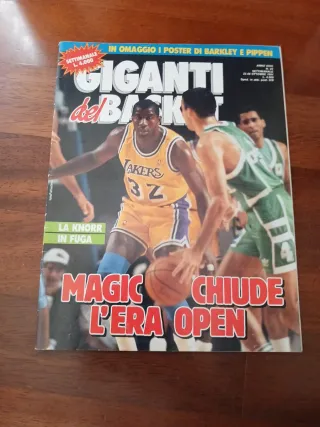 IN OMAGGIO I POSTER DI BARKLEY E PIPPEN
SETTIMANALE
L. 4.000
GIGANTI
del BASKET
LAKERS
32
4
LA KNORR
IN FUGA
MAGIC CHIUDE
L'ERA OPEN